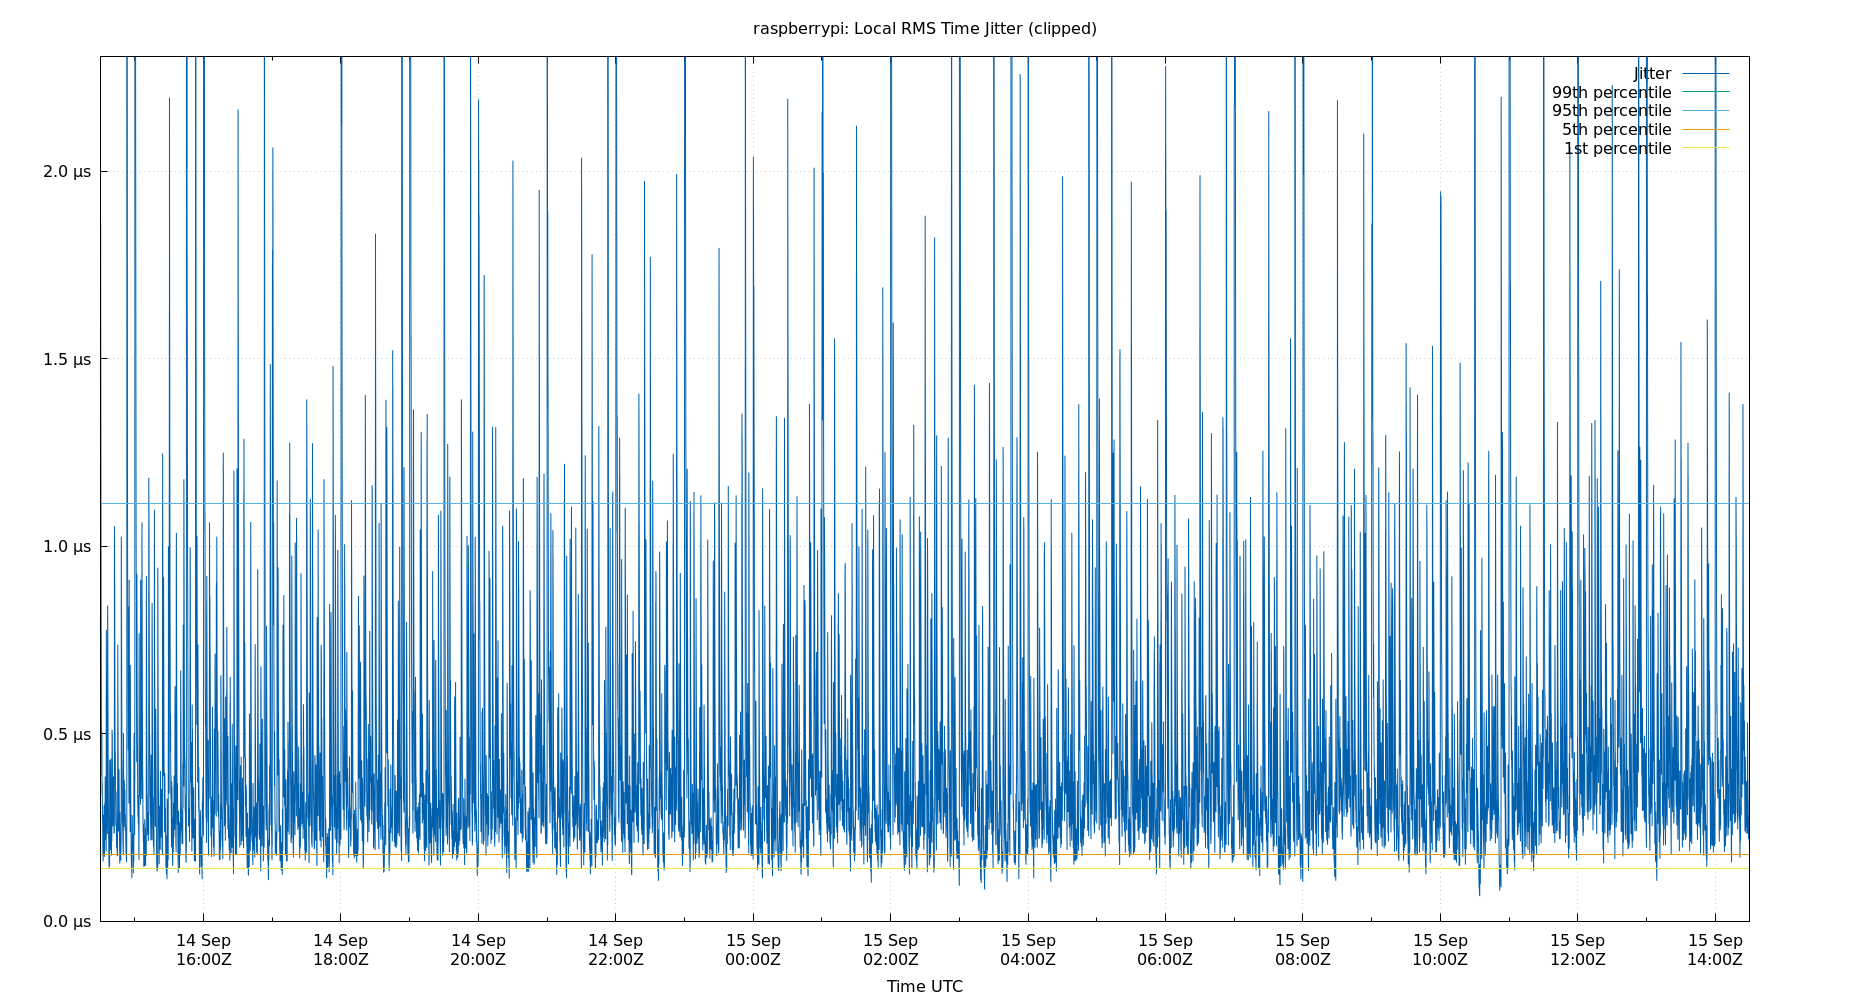 raspberrypi: Local RMS Time Jitter (clipped)
Jitter
99th percentile
95th percentile
5th percentile
1st percentile
2.0 µs
1.5 µs
1.0 µs
0.5 µs
0.0 µs
14 Sep 14 Sep 14 Sep 14 Sep 15 Sep 15 Sep 15 Sep 15 Sep 15 Sep 15 Sep 15 Sep 15 Sep
16:00Z 18:00Z 20:00Z 22:00Z 00:00Z 02:00Z 04:00Z 06:00Z 08:00Z 10:00Z 12:00Z 14:00Z
Time UTC